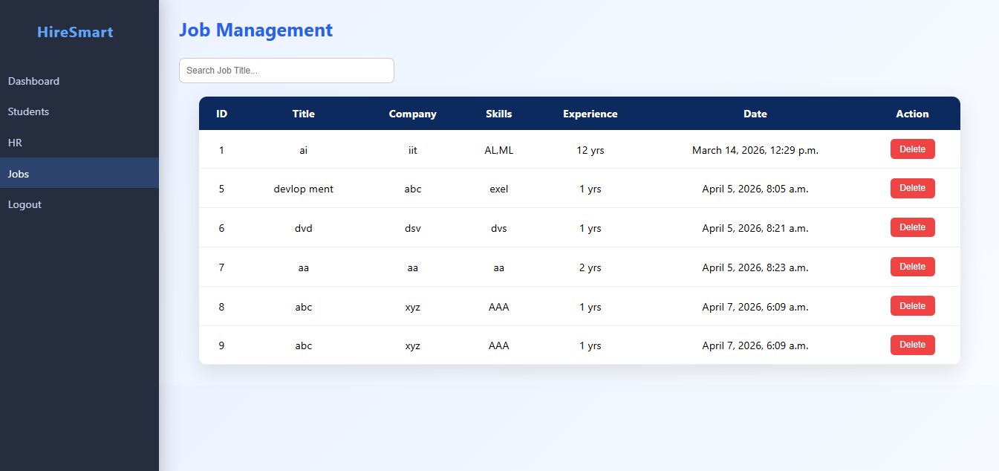 HireSmart
Dashboard
Students
HR
Jobs
Logout
Job Management
Search Job Title...
ID Title Company Skills Experience Date Action
1 ai iit AL,ML 12 yrs March 14, 2026, 12:29 p.m. Delete
5 devlop ment abc exel 1 yrs April 5, 2026, 8:05 a.m. Delete
6 dvd dsv dvs 1 yrs April 5, 2026, 8:21 a.m. Delete
7 aa aa aa 2 yrs April 5, 2026, 8:23 a.m. Delete
8 abc xyz AAA 1 yrs April 7, 2026, 6:09 a.m. Delete
9 abc xyz AAA 1 yrs April 7, 2026, 6:09 a.m. Delete